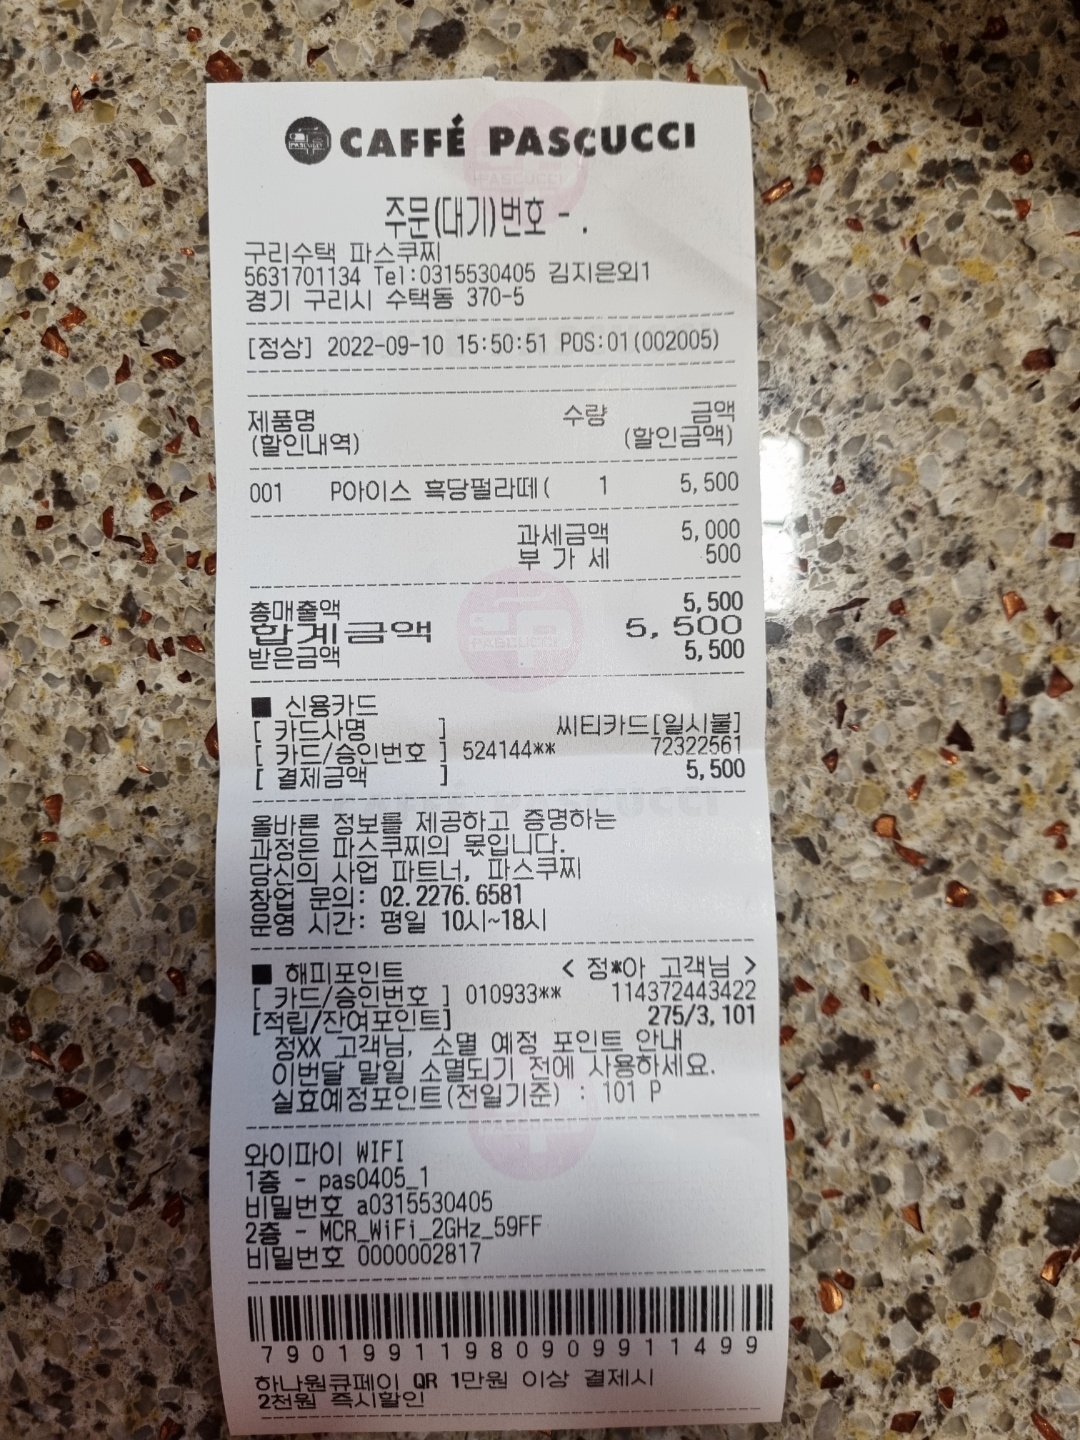 CAFFÉ PASCUCCI
주문(대기)번호 - .
구리수택 파스쿠찌
5631701134 Tel:0315530405 김지은외1
경기 구리시 수택동 370-5
[정상] 2022-09-10 15:50:51 POS:01(002005)
제품명 수량 금액
(할인내역) (할인금액)
001 P아이스 흑당펄라떼( 1 5,500
과세금액 5,000
부 가 세 500
총매출액 5,500
합계금액 5,500
받은금액 5,500
■ 신용카드
[ 카드사명 ] 씨티카드[일시불]
[ 카드/승인번호 ] 524144** 72322561
[ 결제금액 ] 5,500
올바른 정보를 제공하고 증명하는
과정은 파스쿠찌의 몫입니다.
당신의 사업 파트너, 파스쿠찌
창업 문의: 02.2276.6581
운영 시간: 평일 10시~18시
■ 해피포인트 < 정*아 고객님 >
[ 카드/승인번호 ] 010933** 114372443422
[적립/잔여포인트] 275/3,101
정XX 고객님, 소멸 예정 포인트 안내
이번달 말일 소멸되기 전에 사용하세요.
실효예정포인트(전일기준) : 101 P
와이파이 WIFI
1층 - pas0405_1
비밀번호 a0315530405
2층 - MCR_WiFi_2GHz_59FF
비밀번호 0000002817
7901991198090991149​9
하나원큐페이 QR 1만원 이상 결제시
2천원 즉시할인